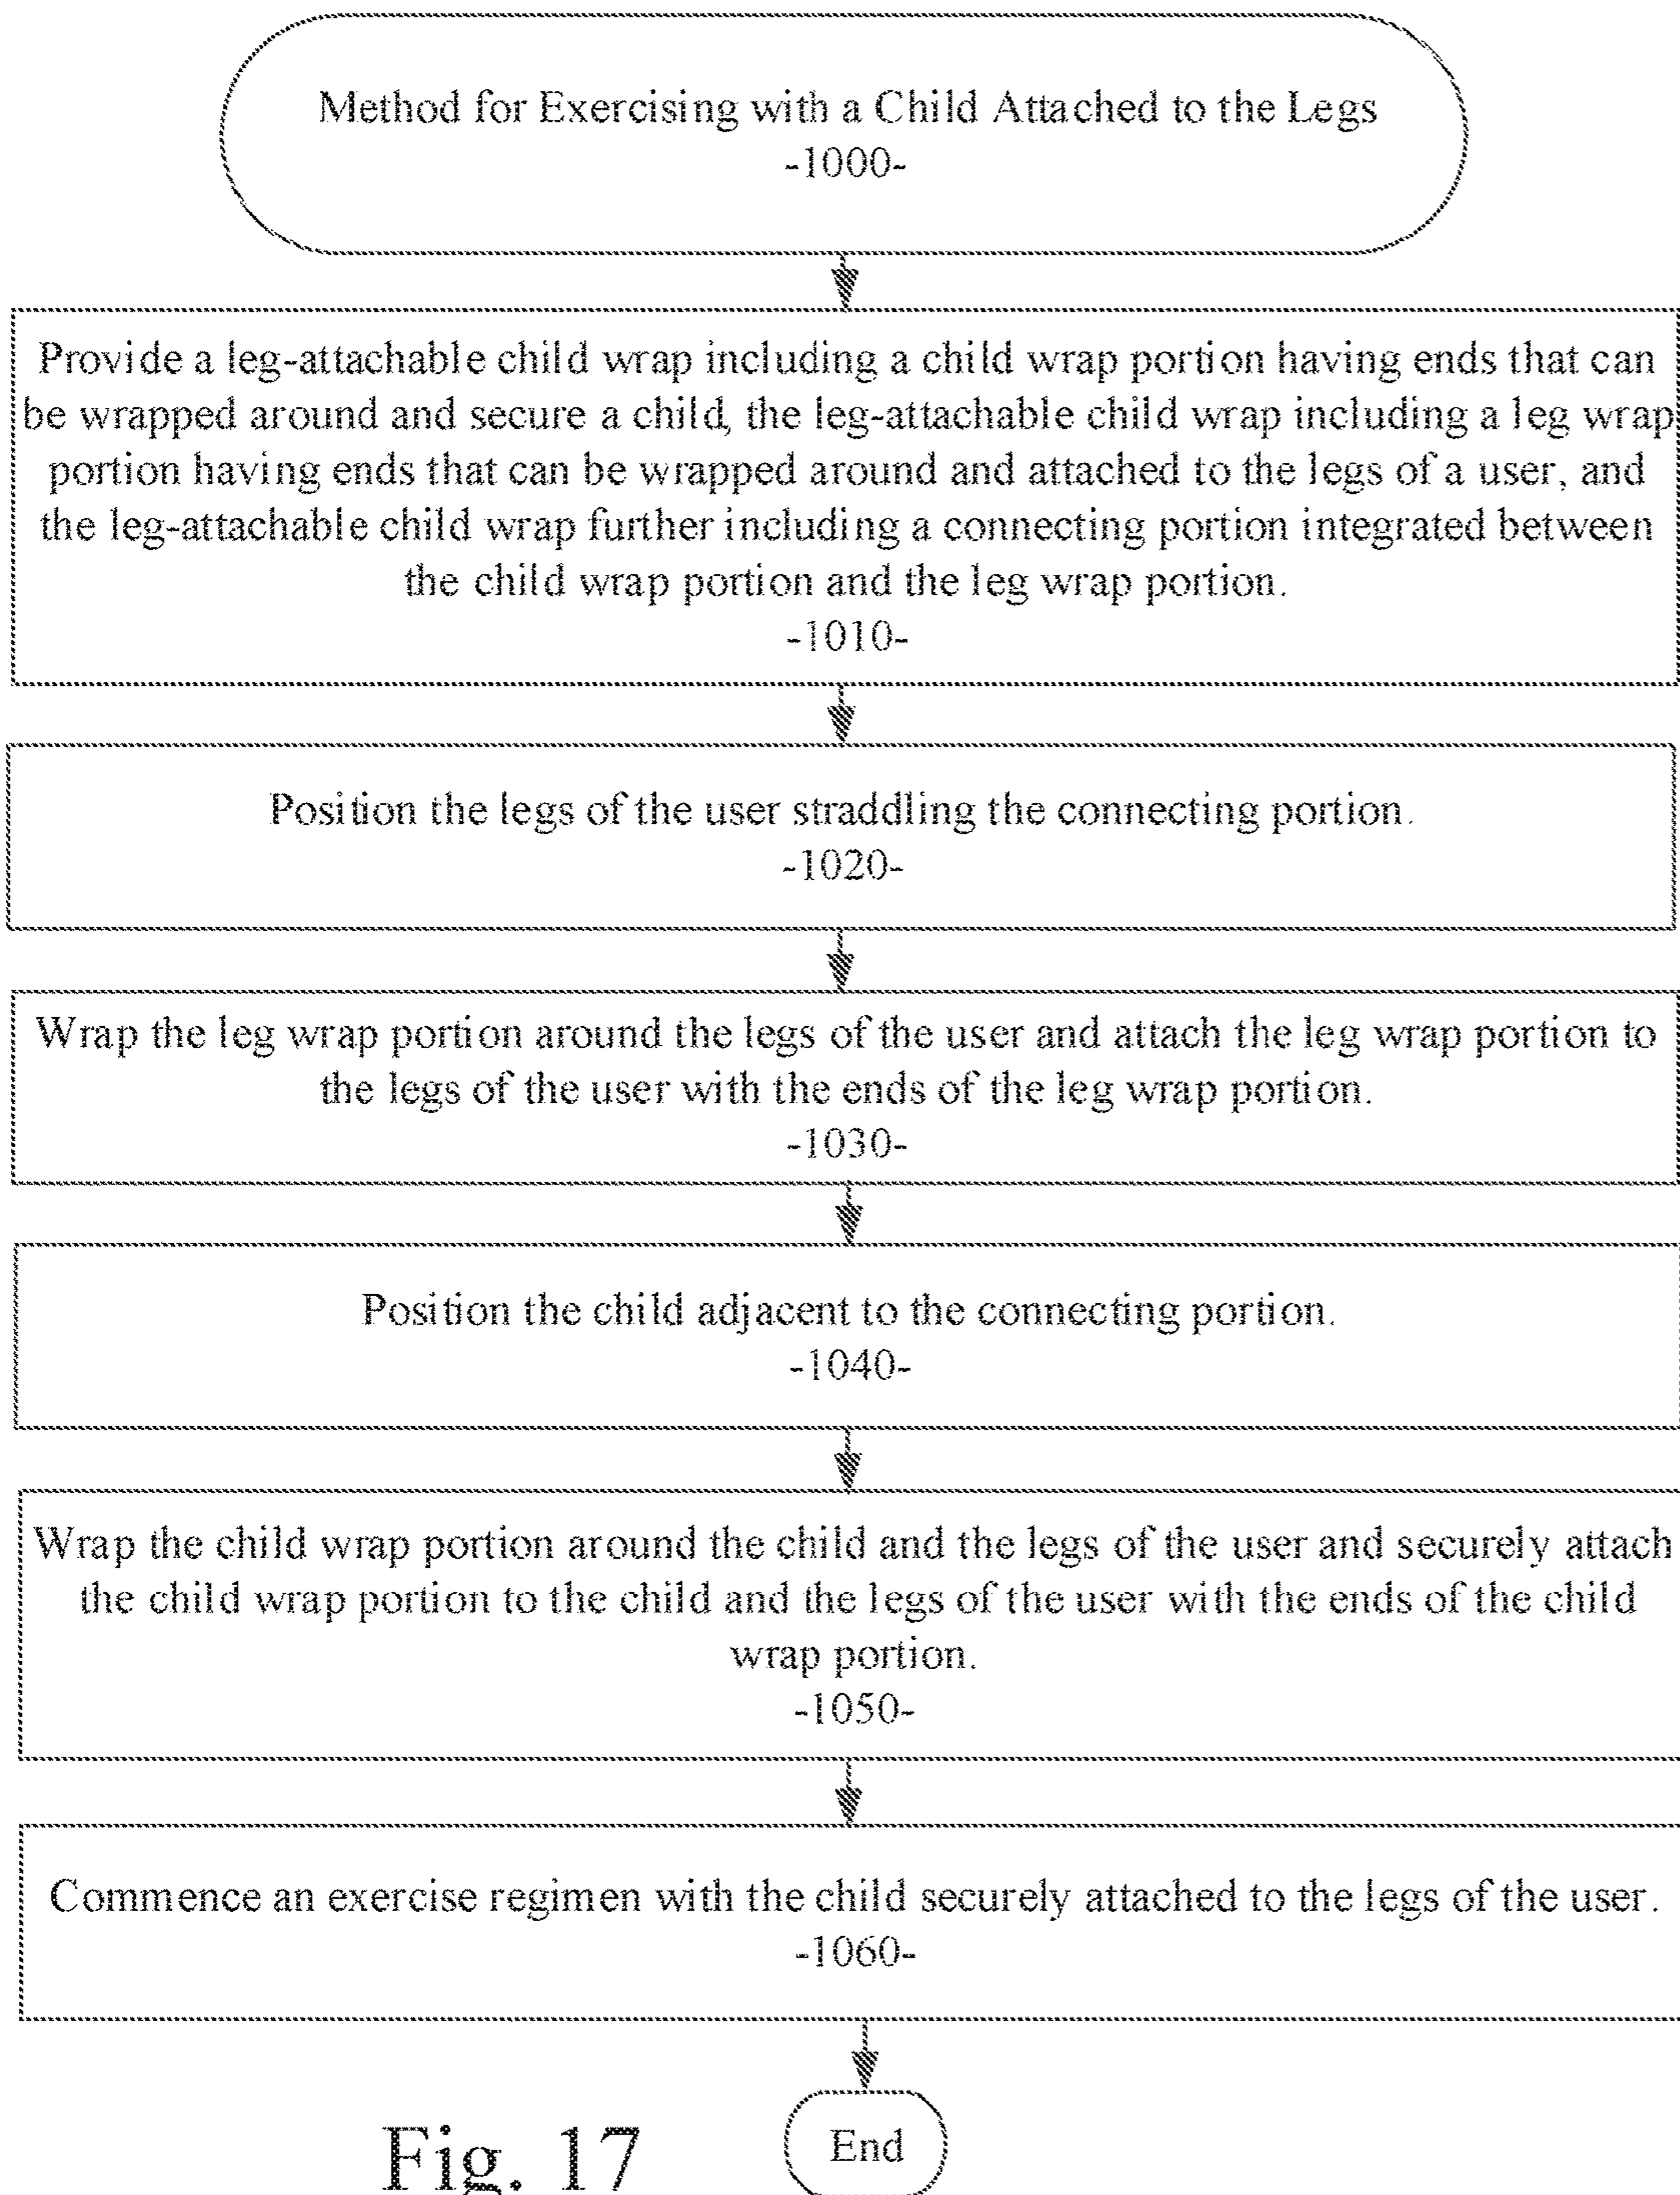 Method for Exercising with a Child Attached to the Legs
-1000-
Provide a leg-attachable child wrap including a child wrap portion having ends that can
be wrapped around and secure a child, the leg-attachable child wrap including a leg wrap
portion having ends that can be wrapped around and attached to the legs of a user, and
the leg-attachable child wrap further including a connecting portion integrated between
the child wrap portion and the leg wrap portion.
-1010-
Position the legs of the user straddling the connecting portion.
-1020-
Wrap the leg wrap portion around the legs of the user and attach the leg wrap portion to
the legs of the user with the ends of the leg wrap portion.
-1030-
Position the child adjacent to the connecting portion.
-1040-
Wrap the child wrap portion around the child and the legs of the user and securely attach
the child wrap portion to the child and the legs of the user with the ends of the child
wrap portion.
-1050-
Commence an exercise regimen with the child securely attached to the legs of the user.
-1060-
End
Fig. 17